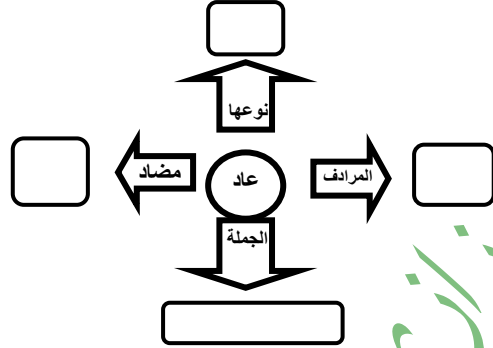 نوعها
المرادف
عاد
مضاد
الجملة